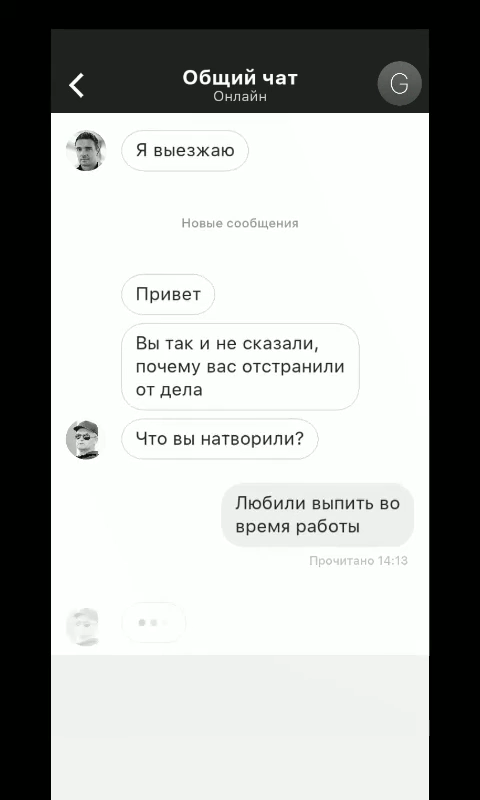 Общий чат
Онлайн
G
Я выезжаю
Новые сообщения
Привет
Вы так и не сказали,
почему вас отстранили
от дела
Что вы натворили?
Любили выпить во
время работы
Прочитано 14:13